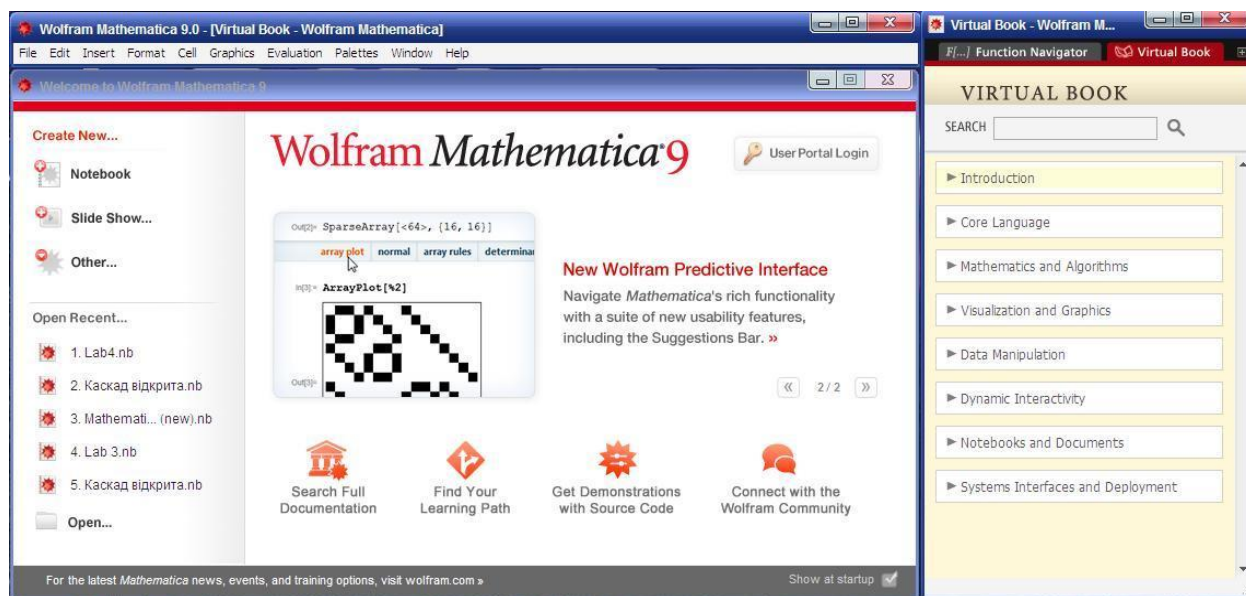 Wolfram Mathematica 9.0 - [Virtual Book - Wolfram Mathematica]
File Edit Insert Format Cell Graphics Evaluation Palettes Window Help
Welcome to Wolfram Mathematica 9
Create New...
Notebook
Slide Show...
Other...
Open Recent...
1. Lab4.nb
2. Каскад відкрита.nb
3. Mathemati... (new).nb
4. Lab 3.nb
5. Каскад відкрита.nb
Open...
Wolfram Mathematica 9
User Portal Login
Out[2]= SparseArray[<64>, {16, 16}]
array plot normal array rules determinan
In[3]:= ArrayPlot[%2]
Out[3]=
New Wolfram Predictive Interface
Navigate Mathematica's rich functionality
with a suite of new usability features,
including the Suggestions Bar. »
« 2/2 »
Search Full
Documentation
Find Your
Learning Path
Get Demonstrations
with Source Code
Connect with the
Wolfram Community
For the latest Mathematica news, events, and training options, visit wolfram.com »
Show at startup
Virtual Book - Wolfram M...
F[...] Function Navigator Virtual Book
VIRTUAL BOOK
SEARCH
Introduction
Core Language
Mathematics and Algorithms
Visualization and Graphics
Data Manipulation
Dynamic Interactivity
Notebooks and Documents
Systems Interfaces and Deployment